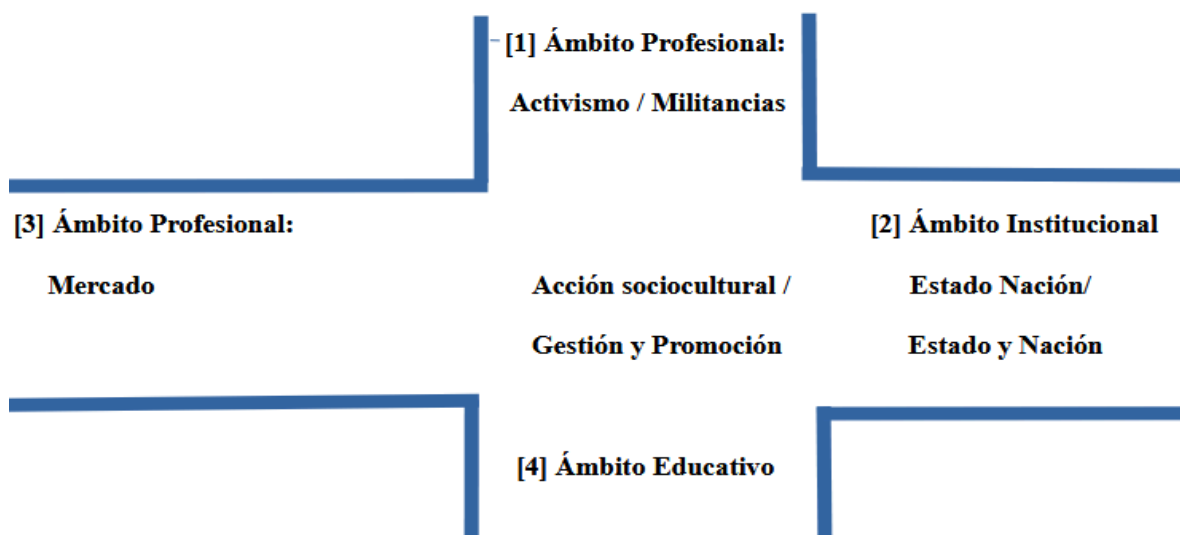 [1] Ámbito Profesional:
Activismo / Militancias
[3] Ámbito Profesional:
Mercado
Acción sociocultural /
Gestión y Promoción
[2] Ámbito Institucional
Estado Nación/
Estado y Nación
[4] Ámbito Educativo